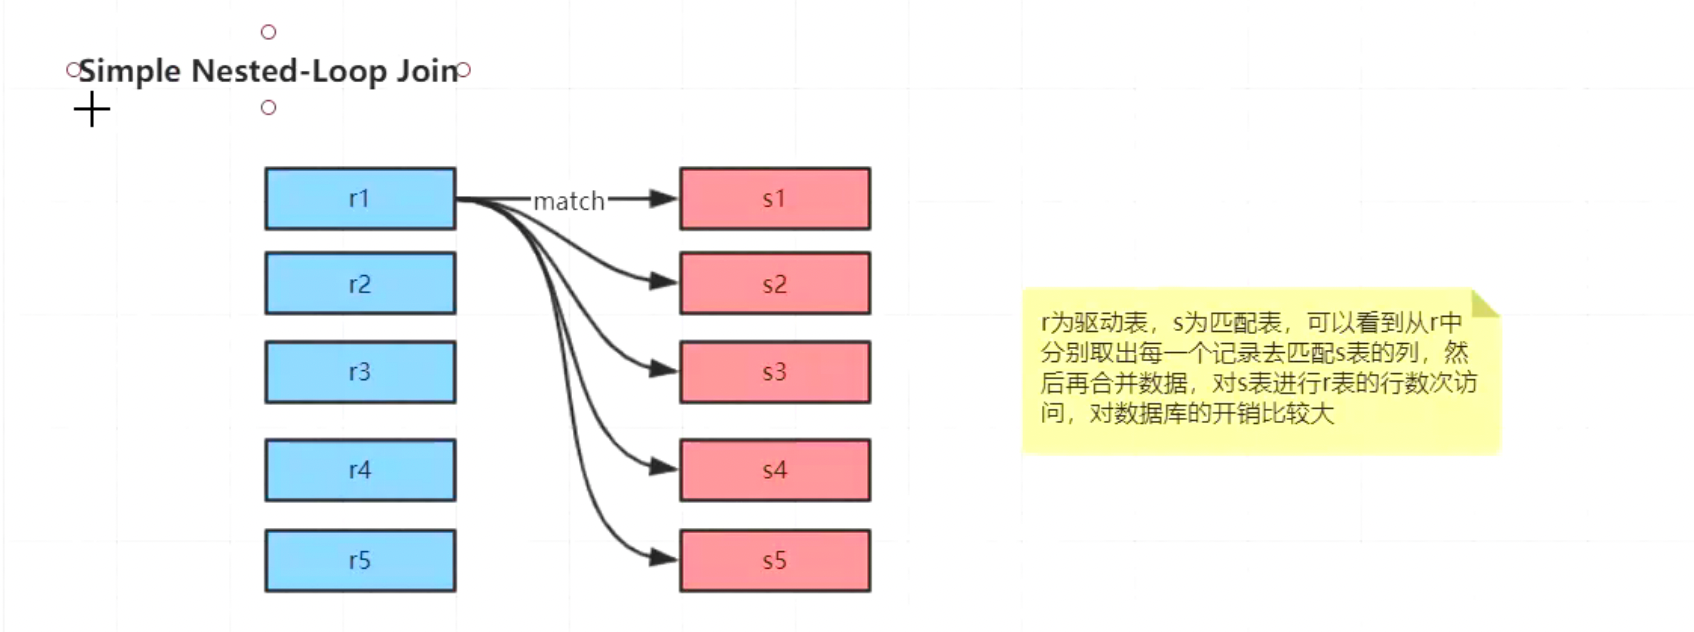 Simple Nested-Loop Join
r1
match
s1
r2
s2
r为驱动表，s为匹配表，可以看到从r中
分别取出每一个记录去匹配s表的列，然
后再合并数据，对s表进行r表的行数次访
问，对数据库的开销比较大
r3
s3
r4
s4
r5
s5